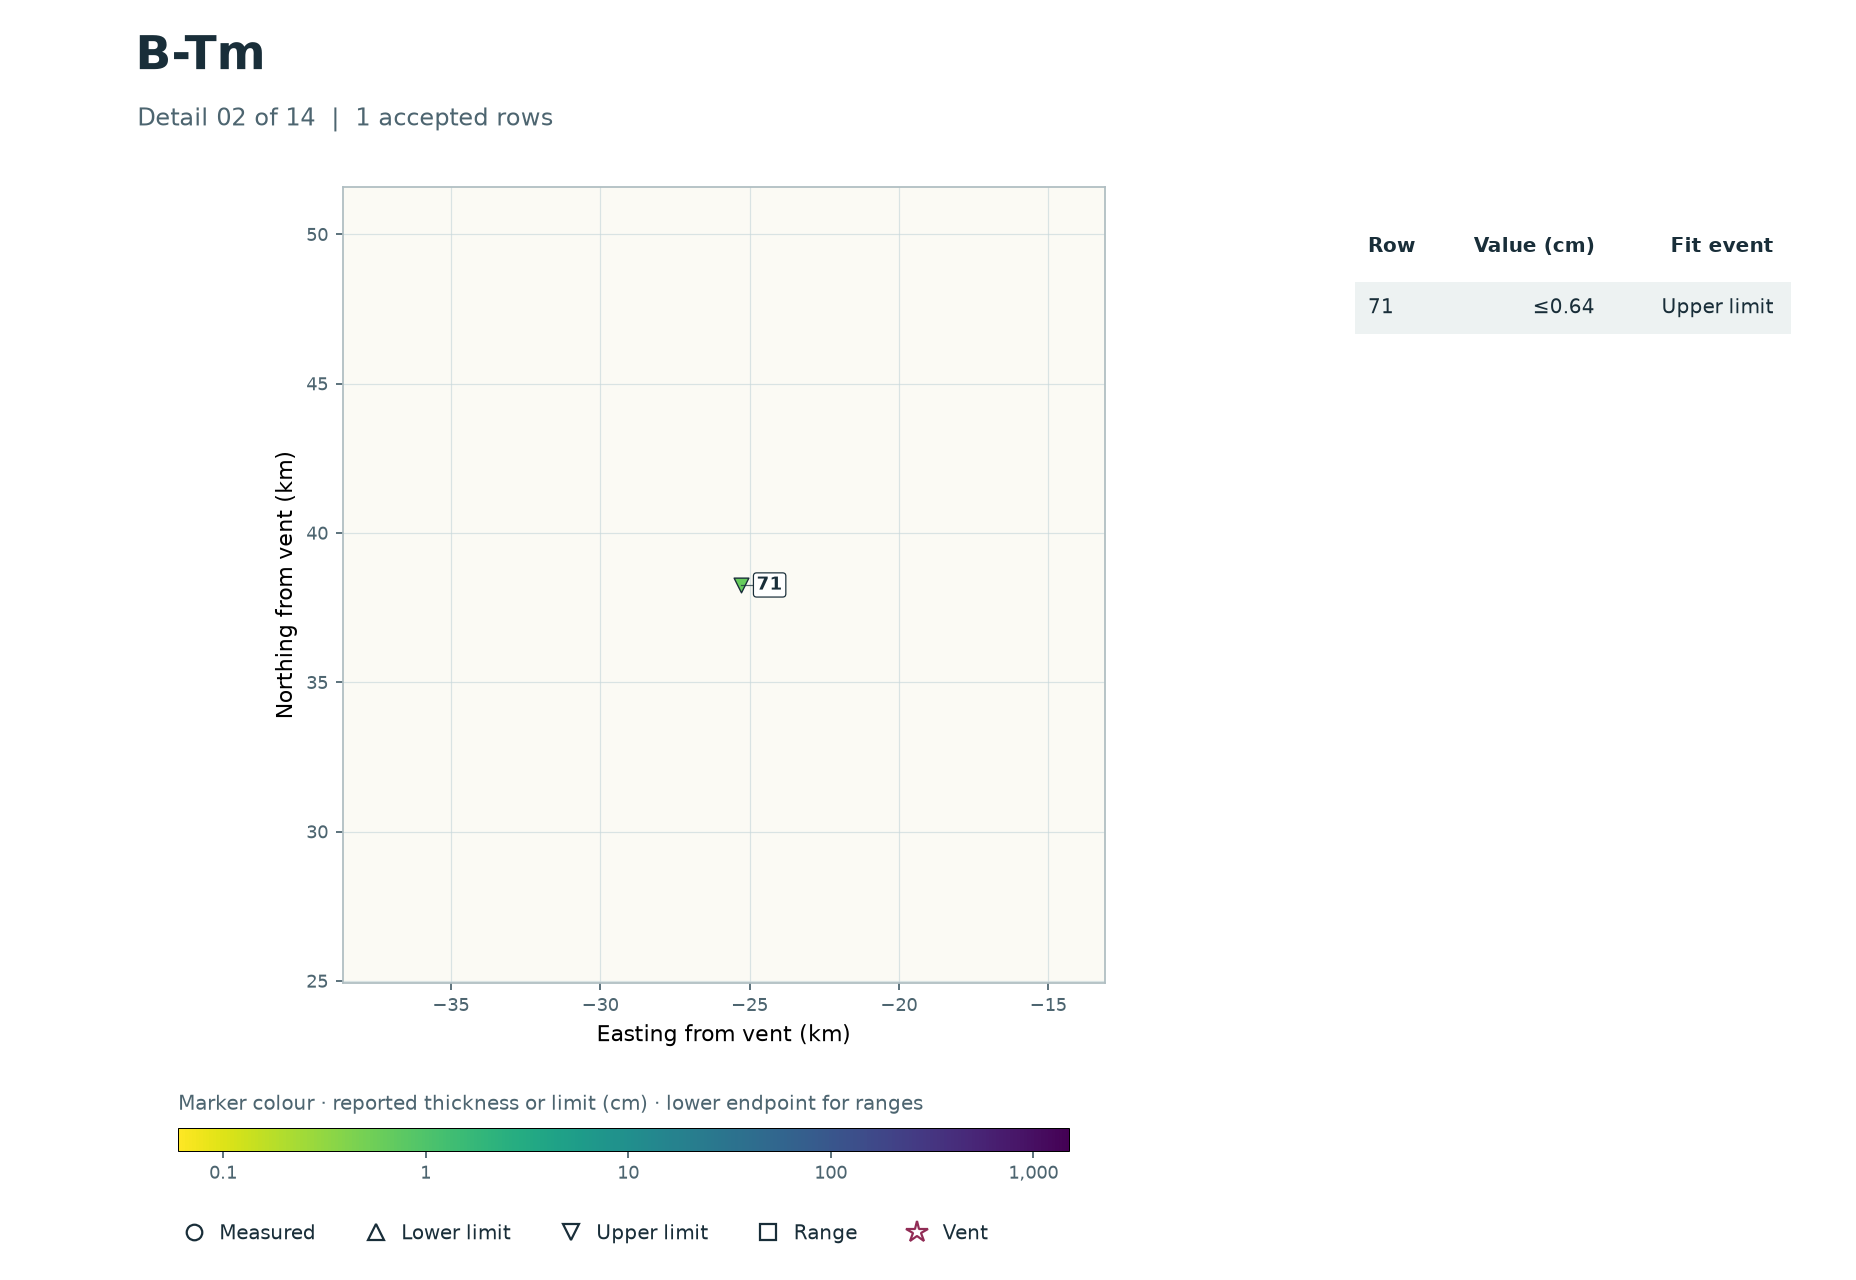 B-Tm
Detail 02 of 14 | 1 accepted rows
Row Value (cm) Fit event
71 ≤0.64 Upper limit
Northing from vent (km)
50
45
40
35
30
25
71
−35 −30 −25 −20 −15
Easting from vent (km)
Marker colour · reported thickness or limit (cm) · lower endpoint for ranges
0.1 1 10 100 1,000
Measured Lower limit Upper limit Range Vent